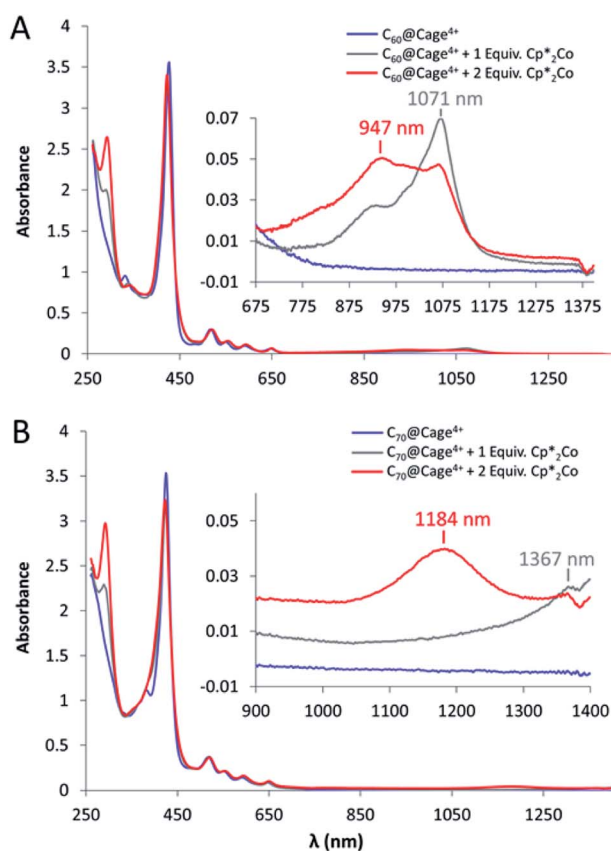 A
C₆₀@Cage⁴⁺
C₆₀@Cage⁴⁺ + 1 Equiv. Cp*₂Co
C₆₀@Cage⁴⁺ + 2 Equiv. Cp*₂Co
4
3.5
3
2.5
2
1.5
1
0.5
0
Absorbance
250 450 650 850 1050 1250
1071 nm
947 nm
0.07
0.05
0.03
0.01
-0.01
675 775 875 975 1075 1175 1275 1375
B
C₇₀@Cage⁴⁺
C₇₀@Cage⁴⁺ + 1 Equiv. Cp*₂Co
C₇₀@Cage⁴⁺ + 2 Equiv. Cp*₂Co
4
3.5
3
2.5
2
1.5
1
0.5
0
Absorbance
250 450 650 850 1050 1250
1184 nm
1367 nm
0.05
0.03
0.01
-0.01
900 1000 1100 1200 1300 1400
λ (nm)